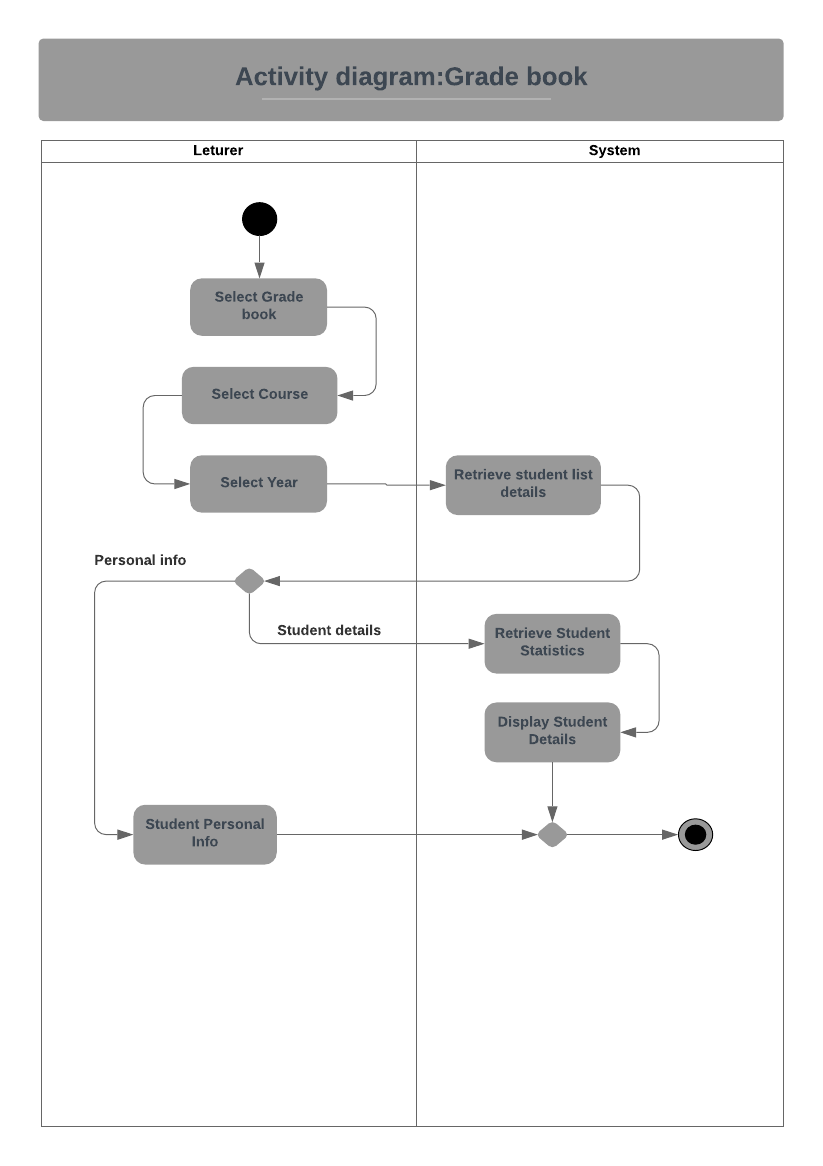 Activity diagram:Grade book
Leturer
System
Select Grade
book
Select Course
Select Year
Retrieve student list
details
Personal info
Student details
Retrieve Student
Statistics
Display Student
Details
Student Personal
Info